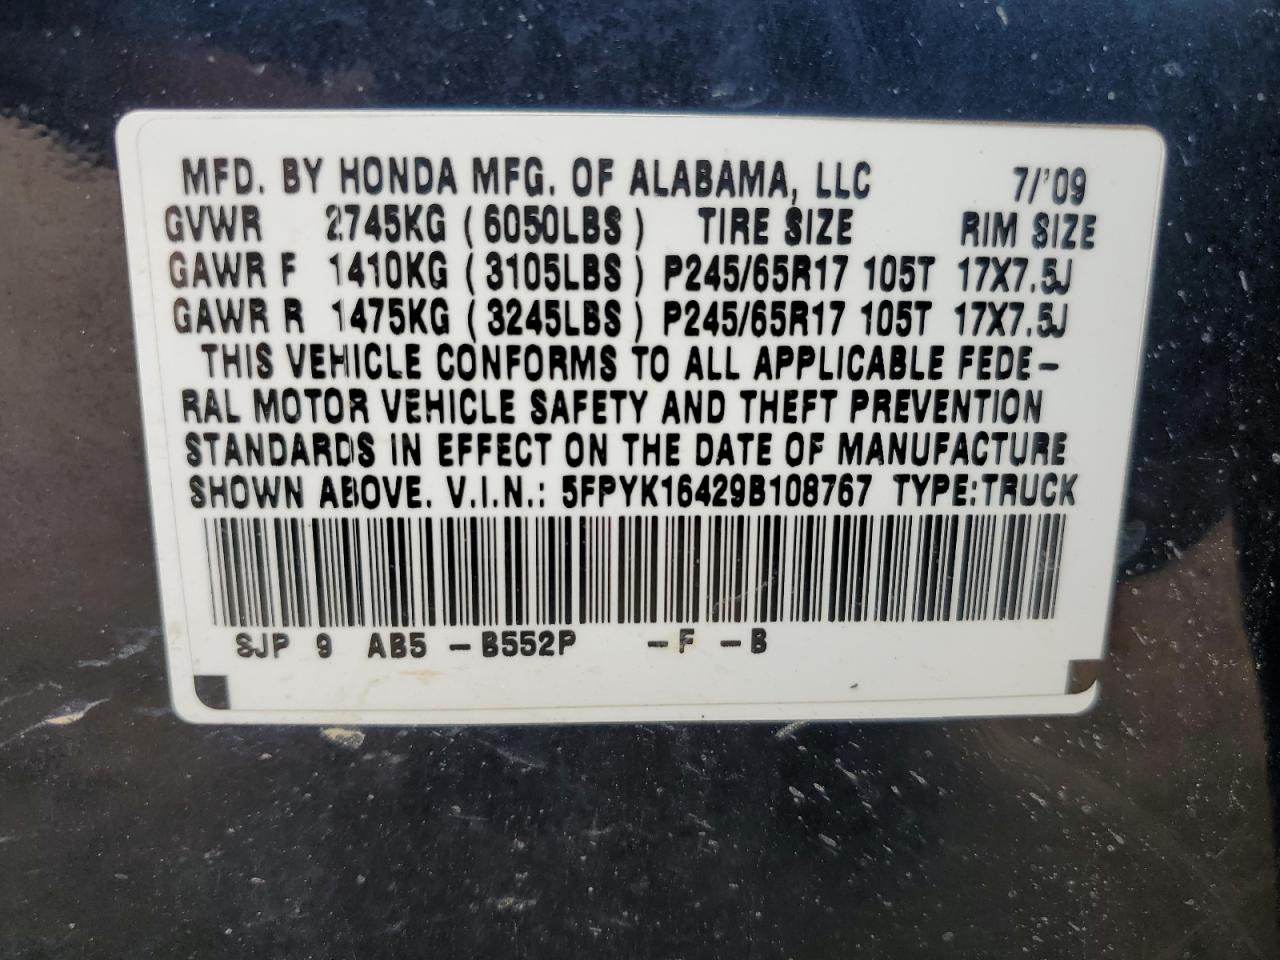 MFD. BY HONDA MFG. OF ALABAMA, LLC 7/'09
GVWR 2745KG ( 6050LBS ) TIRE SIZE RIM SIZE
GAWR F 1410KG ( 3105LBS ) P245/65R17 105T 17X7.5J
GAWR R 1475KG ( 3245LBS ) P245/65R17 105T 17X7.5J
THIS VEHICLE CONFORMS TO ALL APPLICABLE FEDE-
RAL MOTOR VEHICLE SAFETY AND THEFT PREVENTION
STANDARDS IN EFFECT ON THE DATE OF MANUFACTURE
SHOWN ABOVE. V.I.N.: 5FPYK16429B108767 TYPE:TRUCK
SJP 9 AB5 -B552P -F -B